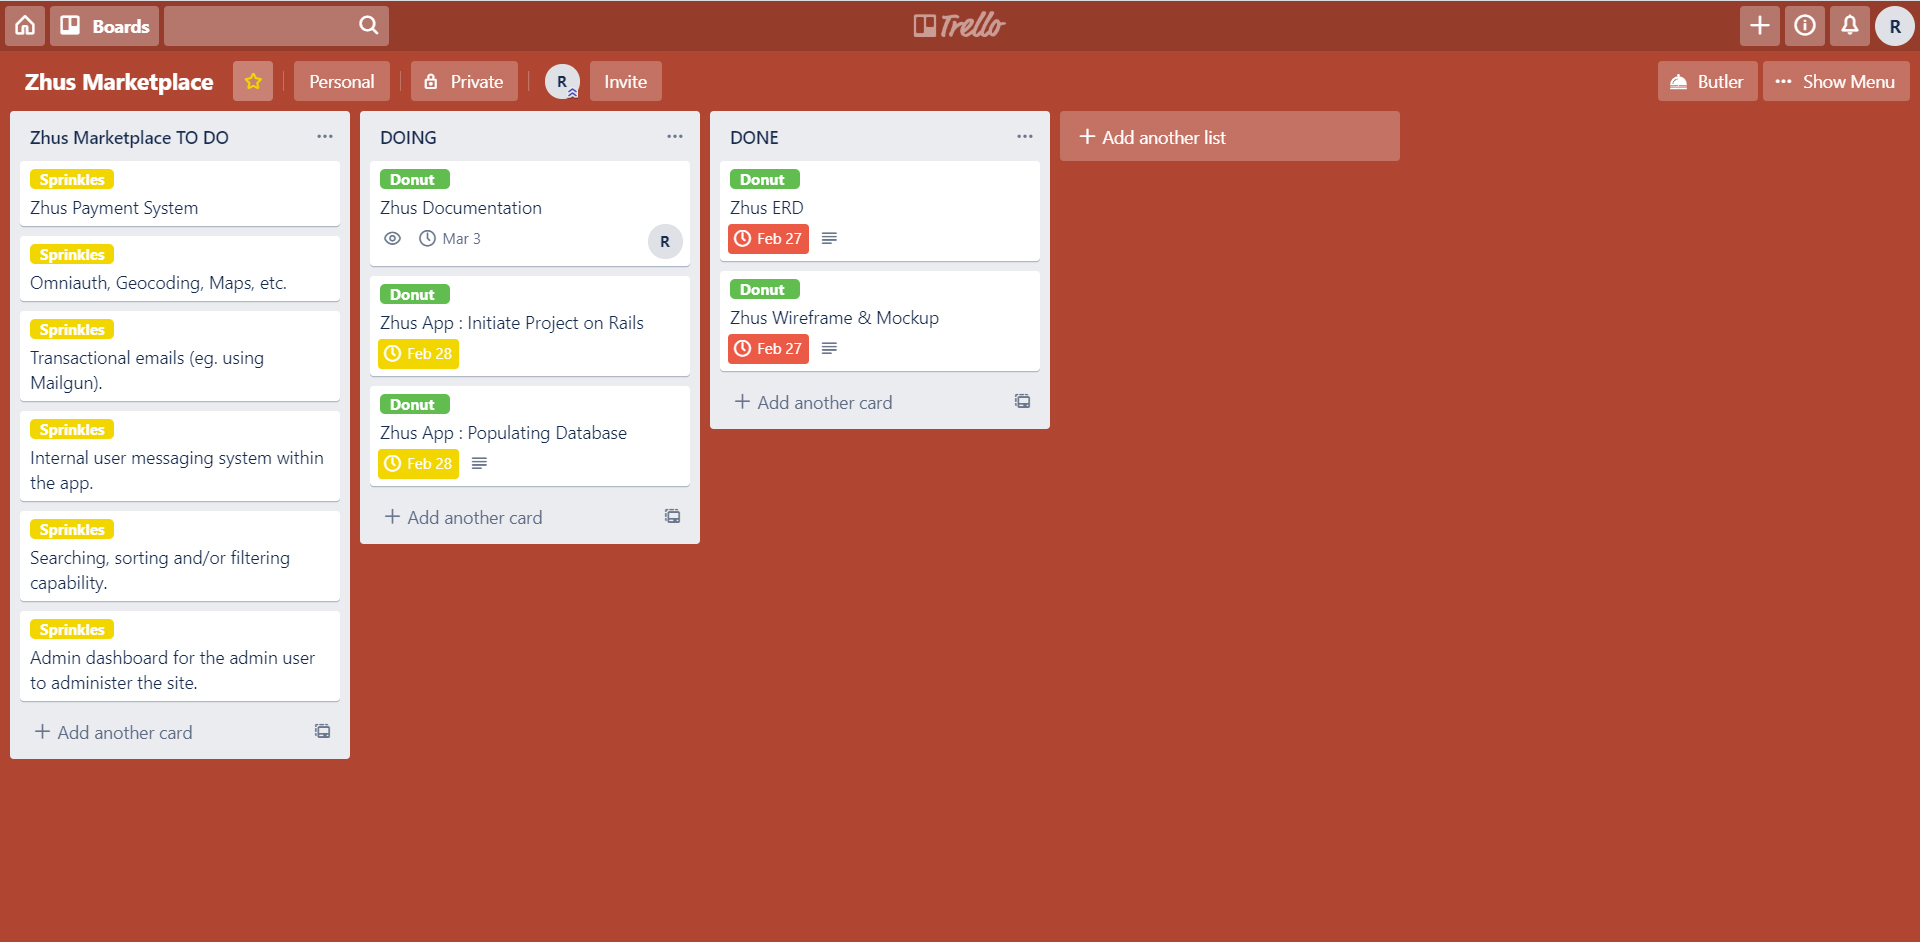 Boards
Trello
R
Zhus Marketplace
Personal
Private
R
Invite
Butler
Show Menu
Zhus Marketplace TO DO
Sprinkles
Zhus Payment System
Sprinkles
Omniauth, Geocoding, Maps, etc.
Sprinkles
Transactional emails (eg. using
Mailgun).
Sprinkles
Internal user messaging system within
the app.
Sprinkles
Searching, sorting and/or filtering
capability.
Sprinkles
Admin dashboard for the admin user
to administer the site.
Add another card
DOING
Donut
Zhus Documentation
Mar 3
R
Donut
Zhus App : Initiate Project on Rails
Feb 28
Donut
Zhus App : Populating Database
Feb 28
Add another card
DONE
Donut
Zhus ERD
Feb 27
Donut
Zhus Wireframe & Mockup
Feb 27
Add another card
Add another list